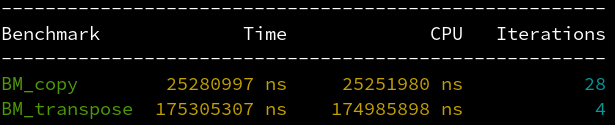 -------------------------------------------------------
Benchmark             Time             CPU   Iterations
-------------------------------------------------------
BM_copy        25280997 ns     25251980 ns           28
BM_transpose  175305307 ns    174985898 ns            4